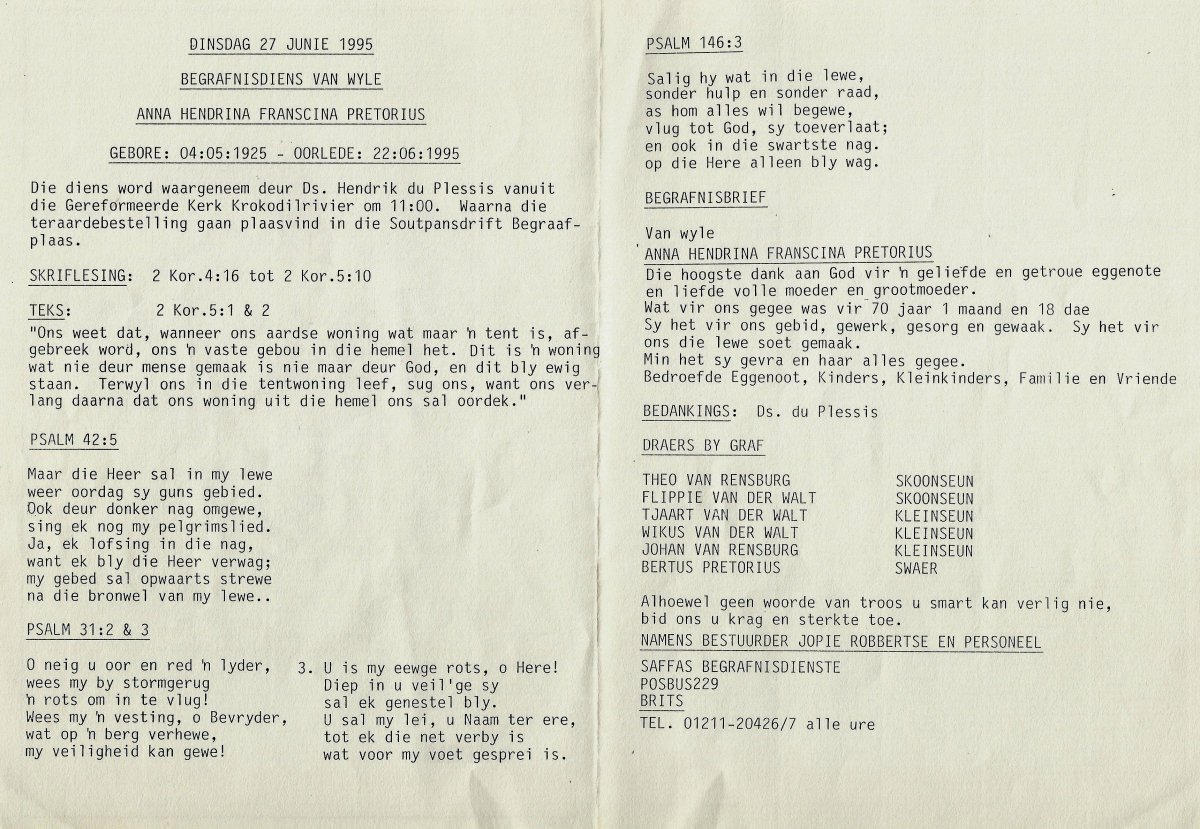 DINSDAG 27 JUNIE 1995
BEGRAFNISDIENS VAN WYLE
ANNA HENDRINA FRANSCINA PRETORIUS
GEBORE: 04:05:1925 - OORLEDE: 22:06:1995
Die diens word waargeneem deur Ds. Hendrik du Plessis vanuit
die Gereformeerde Kerk Krokodilrivier om 11:00. Waarna die
teraardebestelling gaan plaasvind in die Soutpansdrift Begraaf-
plaas.
SKRIFLESING: 2 Kor.4:16 tot 2 Kor.5:10
TEKS: 2 Kor.5:1 & 2
"Ons weet dat, wanneer ons aardse woning wat maar 'n tent is, af-
gebreek word, ons 'n vaste gebou in die hemel het. Dit is 'n woning
wat nie deur mense gemaak is nie maar deur God, en dit bly ewig
staan. Terwyl ons in die tentwoning leef, sug ons, want ons ver-
lang daarna dat ons woning uit die hemel ons sal oordek."
PSALM 42:5
Maar die Heer sal in my lewe
weer oordag sy guns gebied.
Ook deur donker nag omgewe,
sing ek nog my pelgrimslied.
Ja, ek lofsing in die nag,
want ek bly die Heer verwag;
my gebed sal opwaarts strewe
na die bronwel van my lewe..
PSALM 31:2 & 3
O neig u oor en red 'n lyder,
wees my by stormgerug
'n rots om in te vlug!
Wees my 'n vesting, o Bevryder,
wat op 'n berg verhewe,
my veiligheid kan gewe!
3. U is my eewge rots, o Here!
Diep in u veil'ge sy
sal ek genestel bly.
U sal my lei, u Naam ter ere,
tot ek die net verby is
wat voor my voet gesprei is.
PSALM 146:3
Salig hy wat in die lewe,
sonder hulp en sonder raad,
as hom alles wil begewe,
vlug tot God, sy toeverlaat;
en ook in die swartste nag.
op die Here alleen bly wag.
BEGRAFNISBRIEF
Van wyle
ANNA HENDRINA FRANSCINA PRETORIUS
Die hoogste dank aan God vir 'n geliefde en getroue eggenote
en liefde volle moeder en grootmoeder.
Wat vir ons gegee was vir 70 jaar 1 maand en 18 dae
Sy het vir ons gebid, gewerk, gesorg en gewaak. Sy het vir
ons die lewe soet gemaak.
Min het sy gevra en haar alles gegee.
Bedroefde Eggenoot, Kinders, Kleinkinders, Familie en Vriende
BEDANKINGS: Ds. du Plessis
DRAERS BY GRAF
THEO VAN RENSBURG SKOONSEUN
FLIPPIE VAN DER WALT SKOONSEUN
TJAART VAN DER WALT KLEINSEUN
WIKUS VAN DER WALT KLEINSEUN
JOHAN VAN RENSBURG KLEINSEUN
BERTUS PRETORIUS SWAER
Alhoewel geen woorde van troos u smart kan verlig nie,
bid ons u krag en sterkte toe.
NAMENS BESTUURDER JOPIE ROBBERTSE EN PERSONEEL
SAFFAS BEGRAFNISDIENSTE
POSBUS229
BRITS
TEL. 01211-20426/7 alle ure